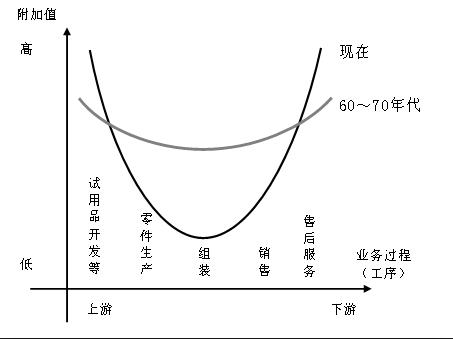 附加值
高
现在
60～70年代
试用品开发等
零件生产
组装
销售
售后服务
低
业务过程
（工序）
上游
下游